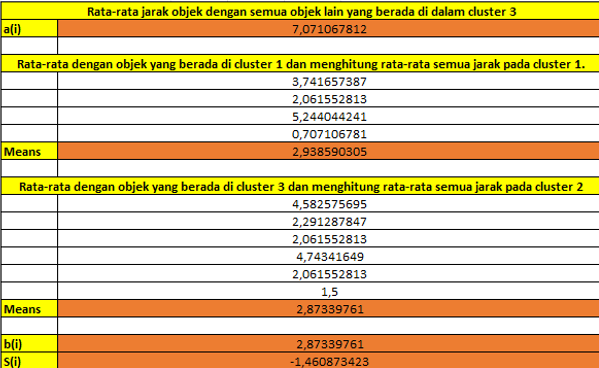 Rata-rata jarak objek dengan semua objek lain yang berada di dalam cluster 3
a(i) 7,071067812
Rata-rata dengan objek yang berada di cluster 1 dan menghitung rata-rata semua jarak pada cluster 1.
3,741657387
2,061552813
5,244044241
0,707106781
Means 2,938590305
Rata-rata dengan objek yang berada di cluster 3 dan menghitung rata-rata semua jarak pada cluster 2
4,582575695
2,291287847
2,061552813
4,74341649
2,061552813
1,5
Means 2,87339761
b(i) 2,87339761
S(i) -1,460873423